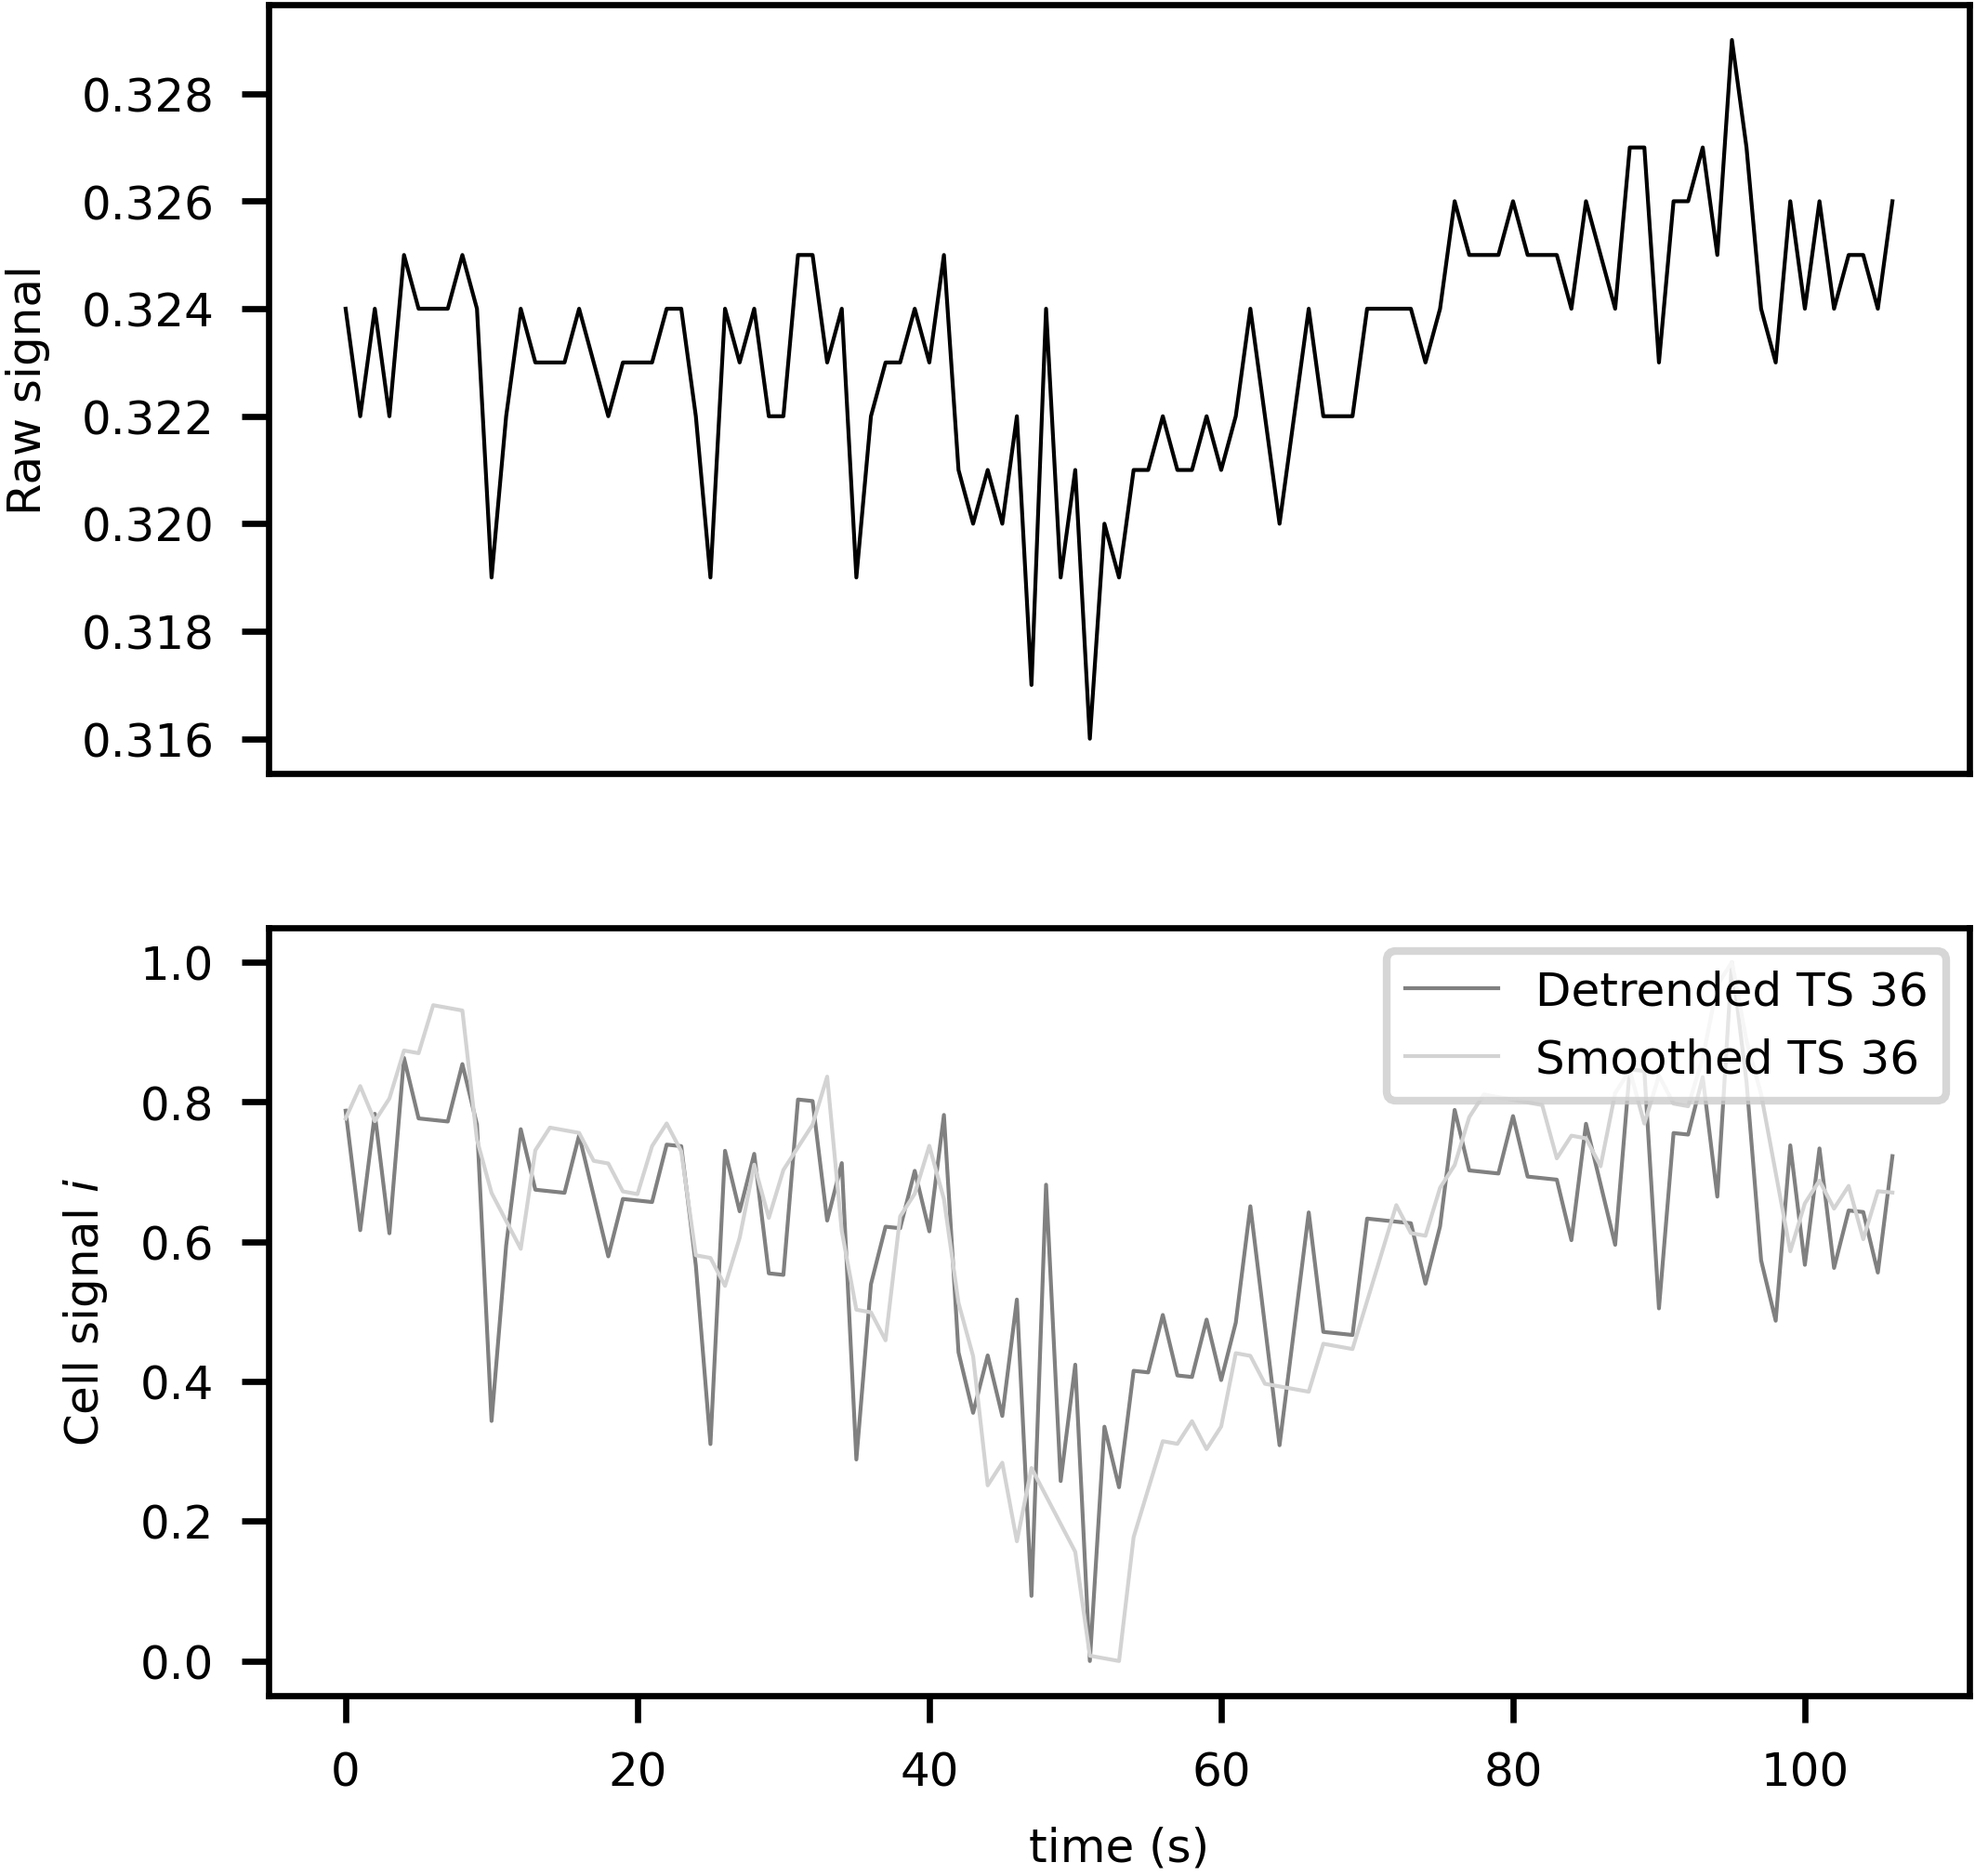 Raw signal
0.328
0.326
0.324
0.322
0.320
0.318
0.316
Cell signal i
1.0
0.8
0.6
0.4
0.2
0.0
Detrended TS 36
Smoothed TS 36
0 20 40 60 80 100
time (s)